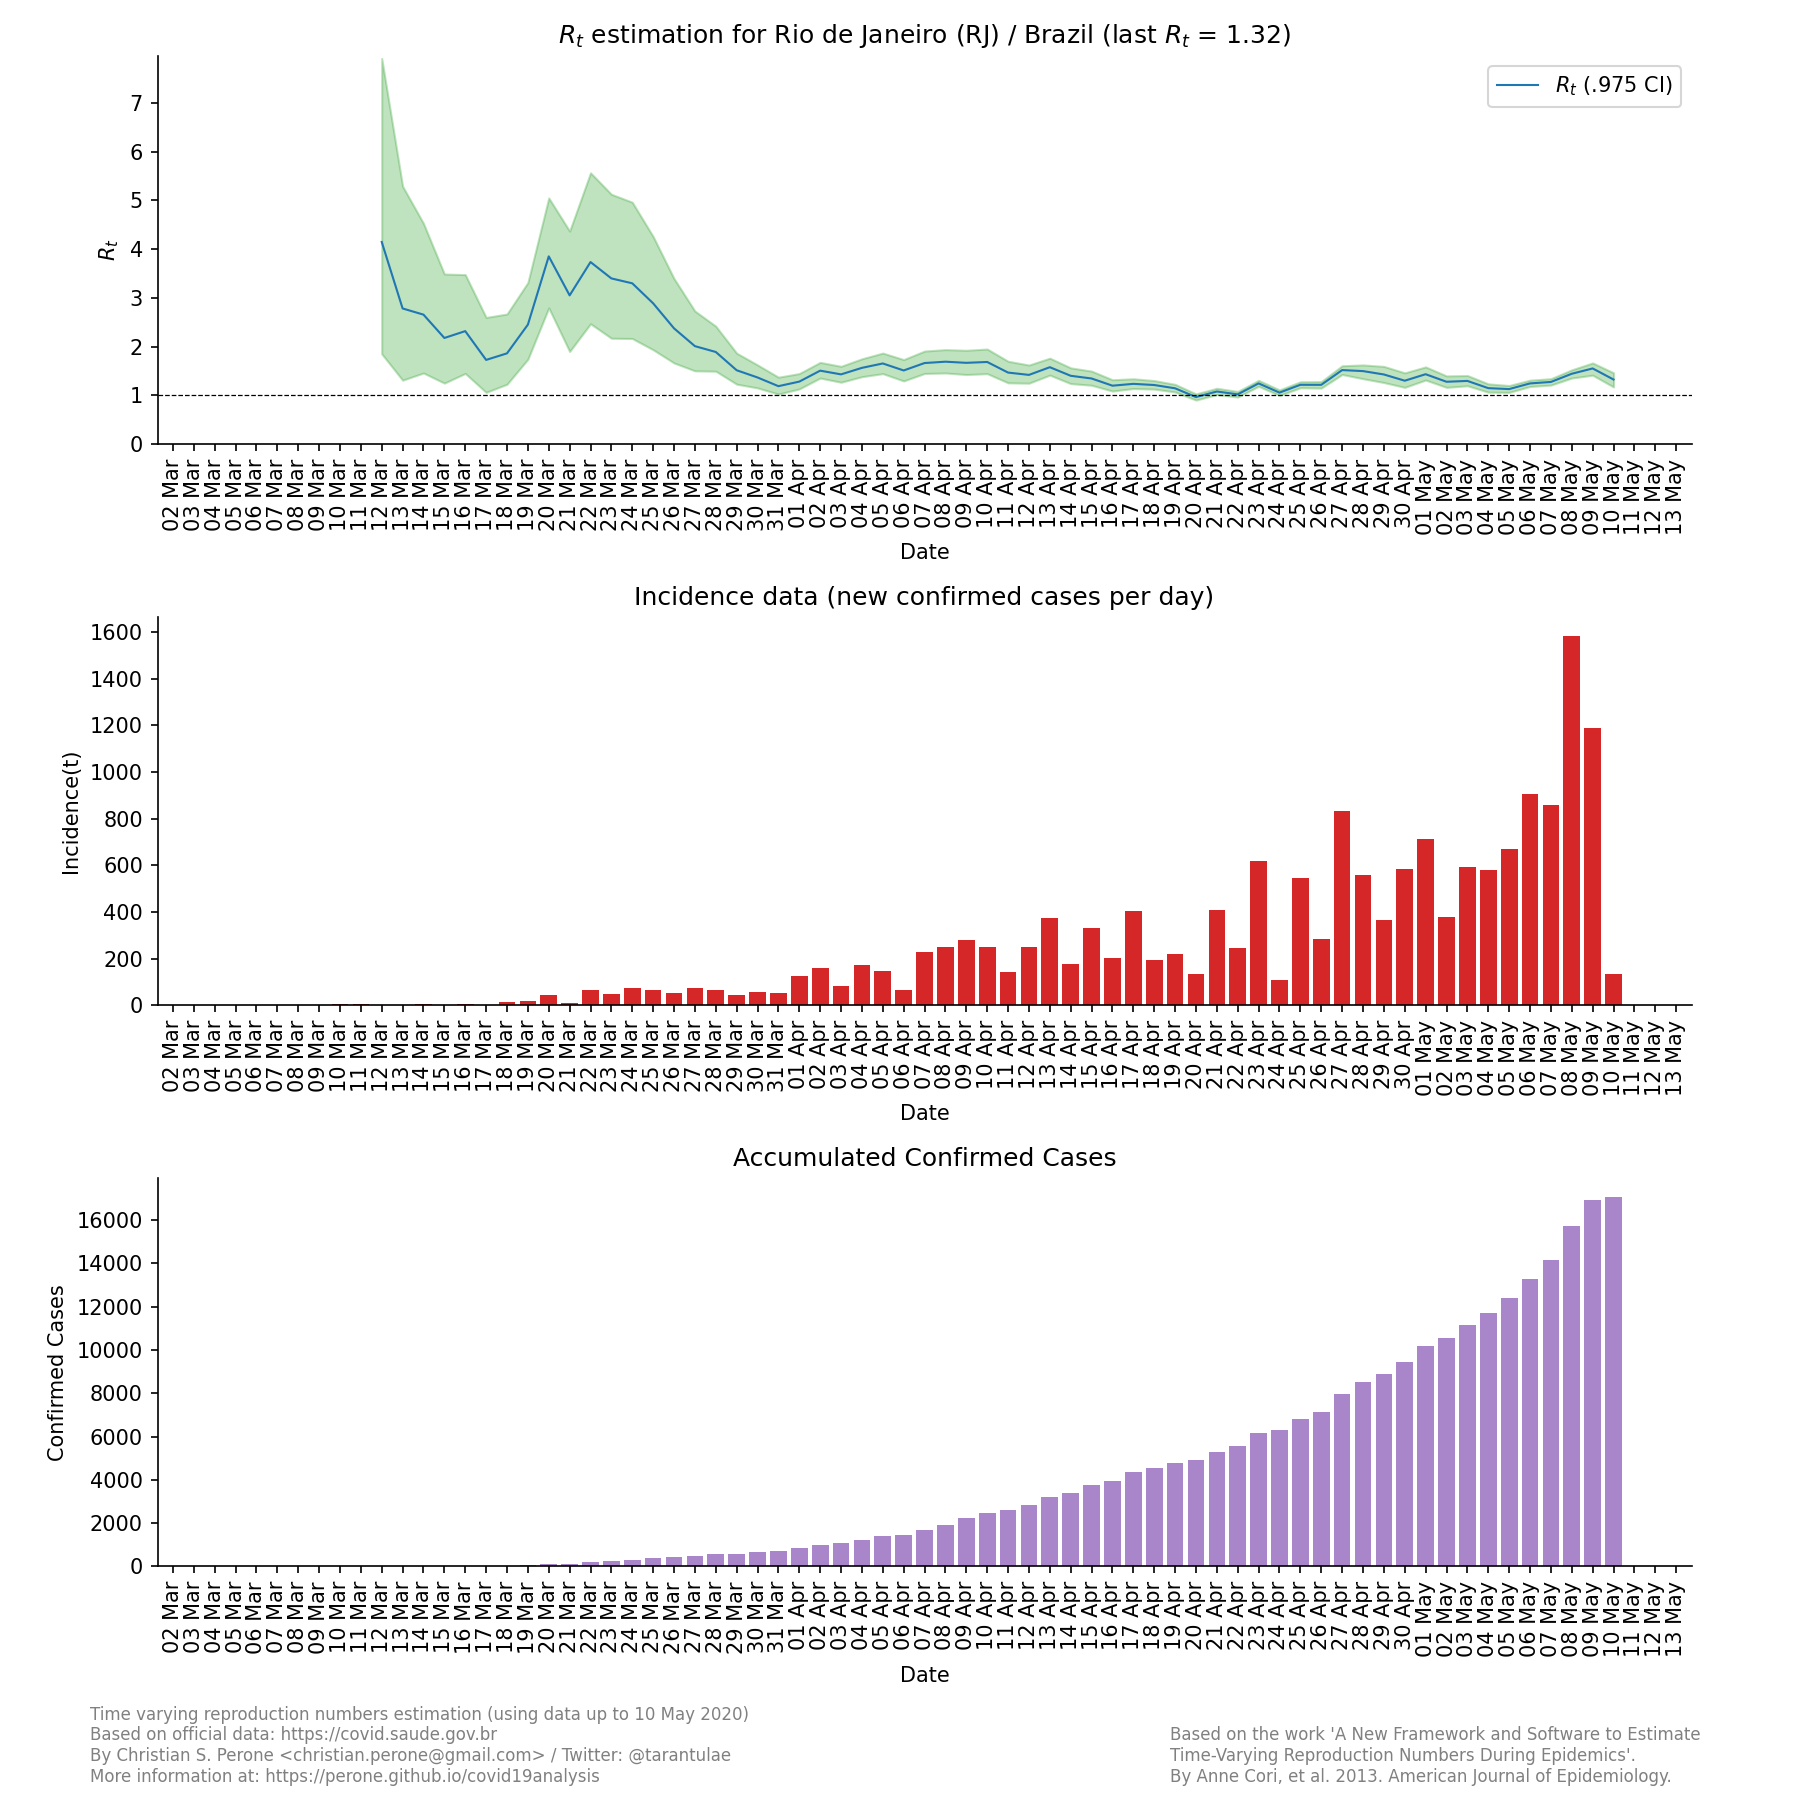 Rt estimation for Rio de Janeiro (RJ) / Brazil (last Rt = 1.32)
Rt (.975 CI)
Rt
7
6
5
4
3
2
1
0
02 Mar 03 Mar 04 Mar 05 Mar 06 Mar 07 Mar 08 Mar 09 Mar 10 Mar 11 Mar 12 Mar 13 Mar 14 Mar 15 Mar 16 Mar 17 Mar 18 Mar 19 Mar 20 Mar 21 Mar 22 Mar 23 Mar 24 Mar 25 Mar 26 Mar 27 Mar 28 Mar 29 Mar 30 Mar 31 Mar 01 Apr 02 Apr 03 Apr 04 Apr 05 Apr 06 Apr 07 Apr 08 Apr 09 Apr 10 Apr 11 Apr 12 Apr 13 Apr 14 Apr 15 Apr 16 Apr 17 Apr 18 Apr 19 Apr 20 Apr 21 Apr 22 Apr 23 Apr 24 Apr 25 Apr 26 Apr 27 Apr 28 Apr 29 Apr 30 Apr 01 May 02 May 03 May 04 May 05 May 06 May 07 May 08 May 09 May 10 May 11 May 12 May 13 May
Date
Incidence data (new confirmed cases per day)
Incidence(t)
1600
1400
1200
1000
800
600
400
200
0
02 Mar 03 Mar 04 Mar 05 Mar 06 Mar 07 Mar 08 Mar 09 Mar 10 Mar 11 Mar 12 Mar 13 Mar 14 Mar 15 Mar 16 Mar 17 Mar 18 Mar 19 Mar 20 Mar 21 Mar 22 Mar 23 Mar 24 Mar 25 Mar 26 Mar 27 Mar 28 Mar 29 Mar 30 Mar 31 Mar 01 Apr 02 Apr 03 Apr 04 Apr 05 Apr 06 Apr 07 Apr 08 Apr 09 Apr 10 Apr 11 Apr 12 Apr 13 Apr 14 Apr 15 Apr 16 Apr 17 Apr 18 Apr 19 Apr 20 Apr 21 Apr 22 Apr 23 Apr 24 Apr 25 Apr 26 Apr 27 Apr 28 Apr 29 Apr 30 Apr 01 May 02 May 03 May 04 May 05 May 06 May 07 May 08 May 09 May 10 May 11 May 12 May 13 May
Date
Accumulated Confirmed Cases
Confirmed Cases
16000
14000
12000
10000
8000
6000
4000
2000
0
02 Mar 03 Mar 04 Mar 05 Mar 06 Mar 07 Mar 08 Mar 09 Mar 10 Mar 11 Mar 12 Mar 13 Mar 14 Mar 15 Mar 16 Mar 17 Mar 18 Mar 19 Mar 20 Mar 21 Mar 22 Mar 23 Mar 24 Mar 25 Mar 26 Mar 27 Mar 28 Mar 29 Mar 30 Mar 31 Mar 01 Apr 02 Apr 03 Apr 04 Apr 05 Apr 06 Apr 07 Apr 08 Apr 09 Apr 10 Apr 11 Apr 12 Apr 13 Apr 14 Apr 15 Apr 16 Apr 17 Apr 18 Apr 19 Apr 20 Apr 21 Apr 22 Apr 23 Apr 24 Apr 25 Apr 26 Apr 27 Apr 28 Apr 29 Apr 30 Apr 01 May 02 May 03 May 04 May 05 May 06 May 07 May 08 May 09 May 10 May 11 May 12 May 13 May
Date
Time varying reproduction numbers estimation (using data up to 10 May 2020)
Based on official data: https://covid.saude.gov.br
By Christian S. Perone <christian.perone@gmail.com> / Twitter: @tarantulae
More information at: https://perone.github.io/covid19analysis
Based on the work 'A New Framework and Software to Estimate
Time-Varying Reproduction Numbers During Epidemics'.
By Anne Cori, et al. 2013. American Journal of Epidemiology.